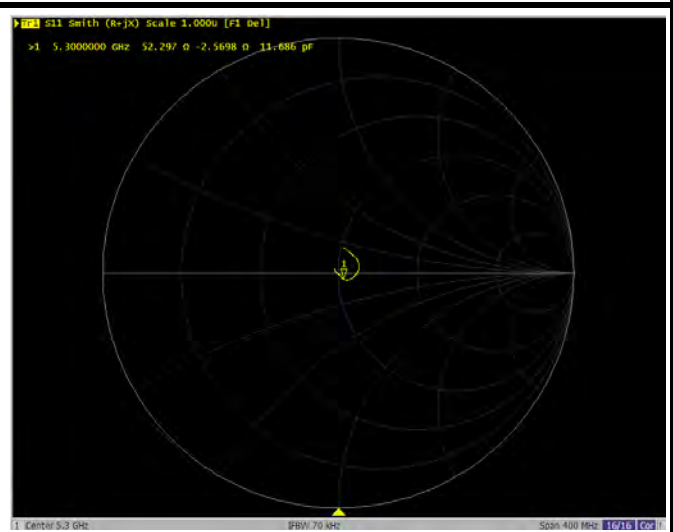 Tr1 S11 Smith (R+jX) Scale 1.000U [F1 Del]
>1 5.3000000 GHz 52.297 Ω -2.5698 Ω 11.686 pF
1
1 Center 5.3 GHz IFBW 70 kHz Span 400 MHz 16/16 Cor !